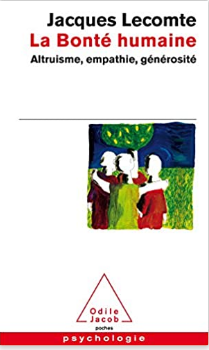 Jacques Lecomte
La Bonté humaine
Altruisme, empathie, générosité
Odile
Jacob
poches
psychologie